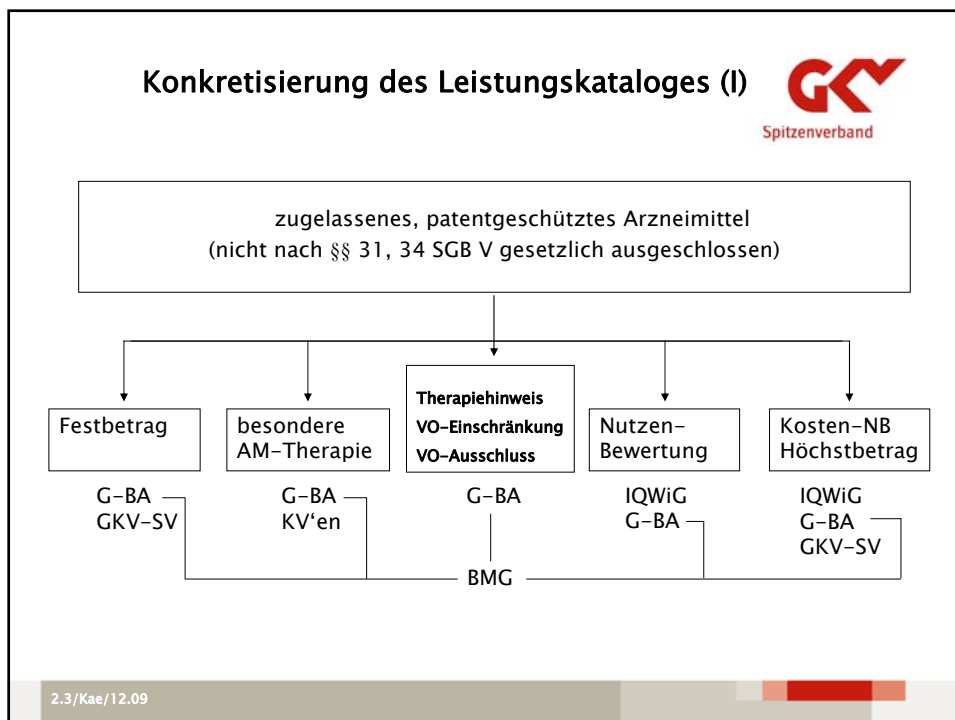 Konkretisierung des Leistungskataloges (I)
GKV
Spitzenverband
zugelassenes, patentgeschütztes Arzneimittel
(nicht nach §§ 31, 34 SGB V gesetzlich ausgeschlossen)
Festbetrag
besondere
AM-Therapie
Therapiehinweis
VO-Einschränkung
VO-Ausschluss
Nutzen-
Bewertung
Kosten-NB
Höchstbetrag
G-BA
GKV-SV
G-BA
KV‘en
G-BA
IQWiG
G-BA
IQWiG
G-BA
GKV-SV
BMG
2.3/Kae/12.09